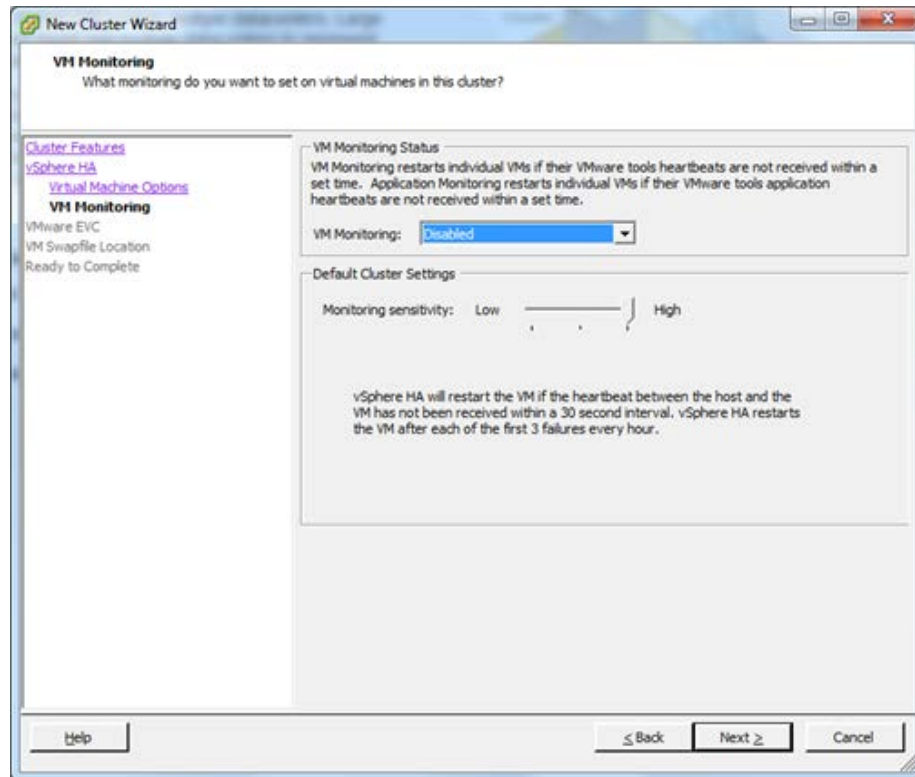 New Cluster Wizard
VM Monitoring
What monitoring do you want to set on virtual machines in this cluster?
Cluster Features
vSphere HA
Virtual Machine Options
VM Monitoring
VMware EVC
VM Swapfile Location
Ready to Complete
VM Monitoring Status
VM Monitoring restarts individual VMs if their VMware tools heartbeats are not received within a
set time. Application Monitoring restarts individual VMs if their VMware tools application
heartbeats are not received within a set time.
VM Monitoring: Disabled
Default Cluster Settings
Monitoring sensitivity: Low High
vSphere HA will restart the VM if the heartbeat between the host and the
VM has not been received within a 30 second interval. vSphere HA restarts
the VM after each of the first 3 failures every hour.
Help < Back Next > Cancel